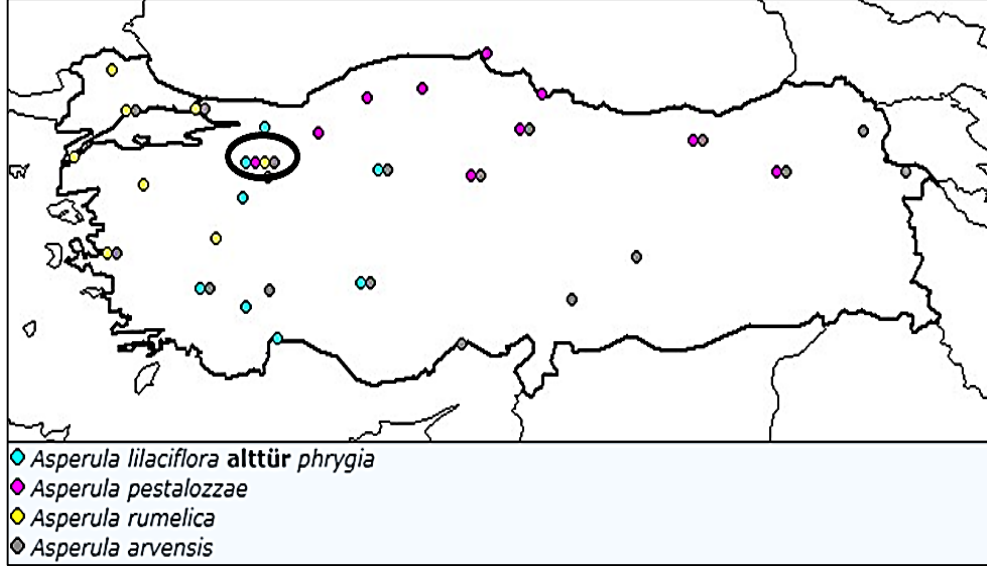 Asperula lilaciflora alttür phrygia
Asperula pestalozzae
Asperula rumelica
Asperula arvensis